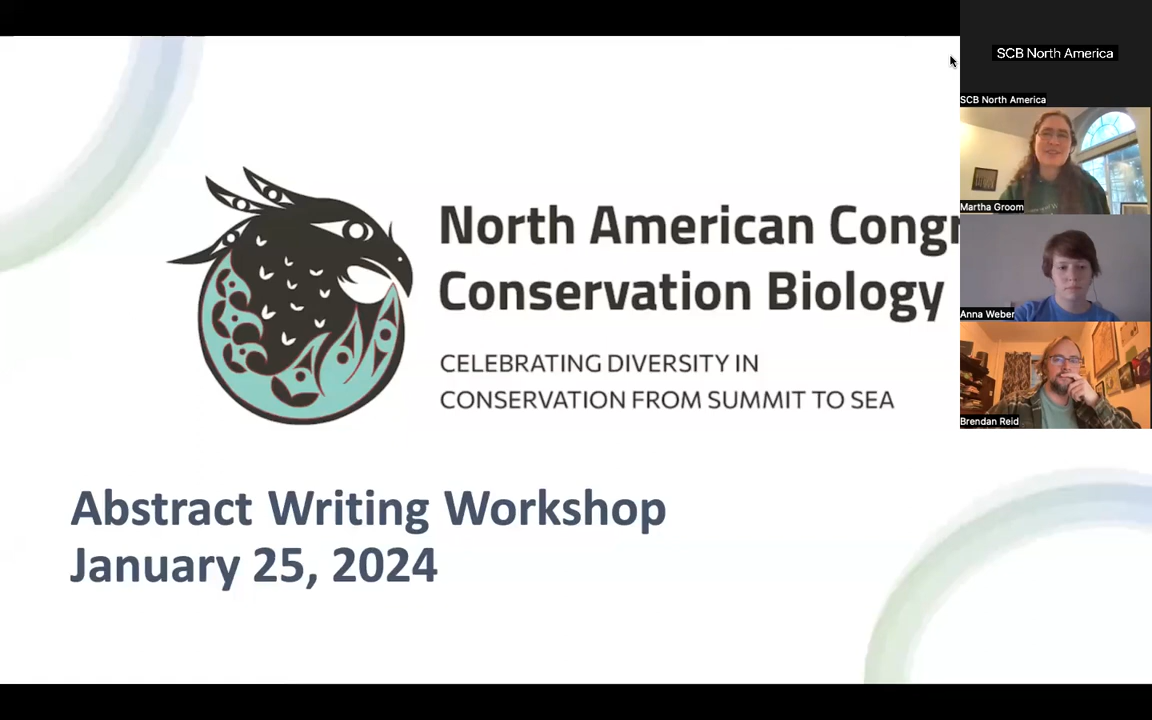 North American Cong
Conservation Biology
CELEBRATING DIVERSITY IN
CONSERVATION FROM SUMMIT TO SEA
Abstract Writing Workshop
January 25, 2024
SCB North America
SCB North America
Martha Groom
Anna Weber
Brendan Reid